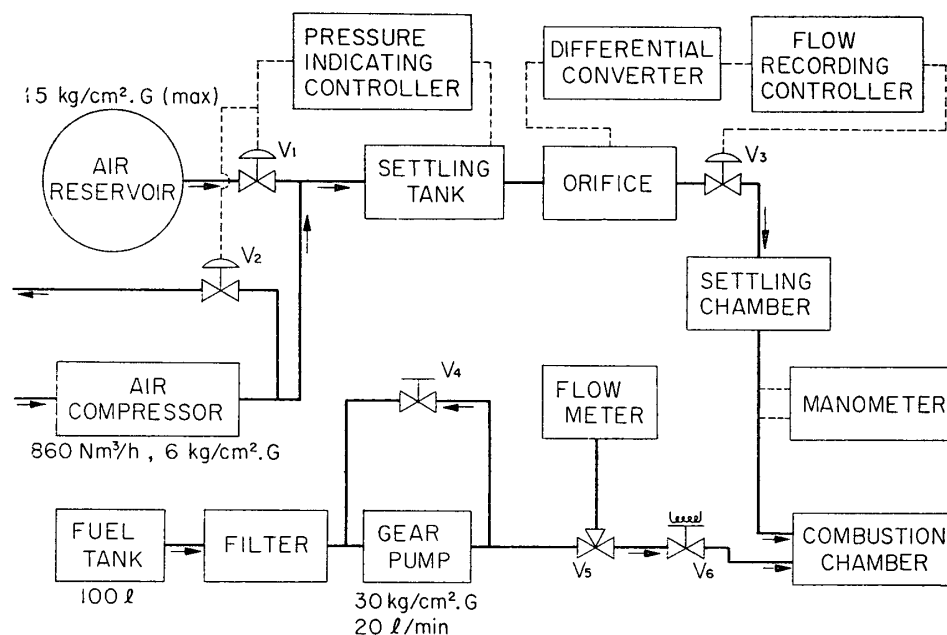 PRESSURE
INDICATING
CONTROLLER
DIFFERENTIAL
CONVERTER
FLOW
RECORDING
CONTROLLER
15 kg/cm².G (max)
AIR
RESERVOIR
V1
SETTLING
TANK
ORIFICE
V3
V2
SETTLING
CHAMBER
AIR
COMPRESSOR
860 Nm³/h , 6 kg/cm².G
V4
FLOW
METER
MANOMETER
FUEL
TANK
100 ℓ
FILTER
GEAR
PUMP
30 kg/cm².G
20 ℓ/min
V5
V6
COMBUSTION
CHAMBER